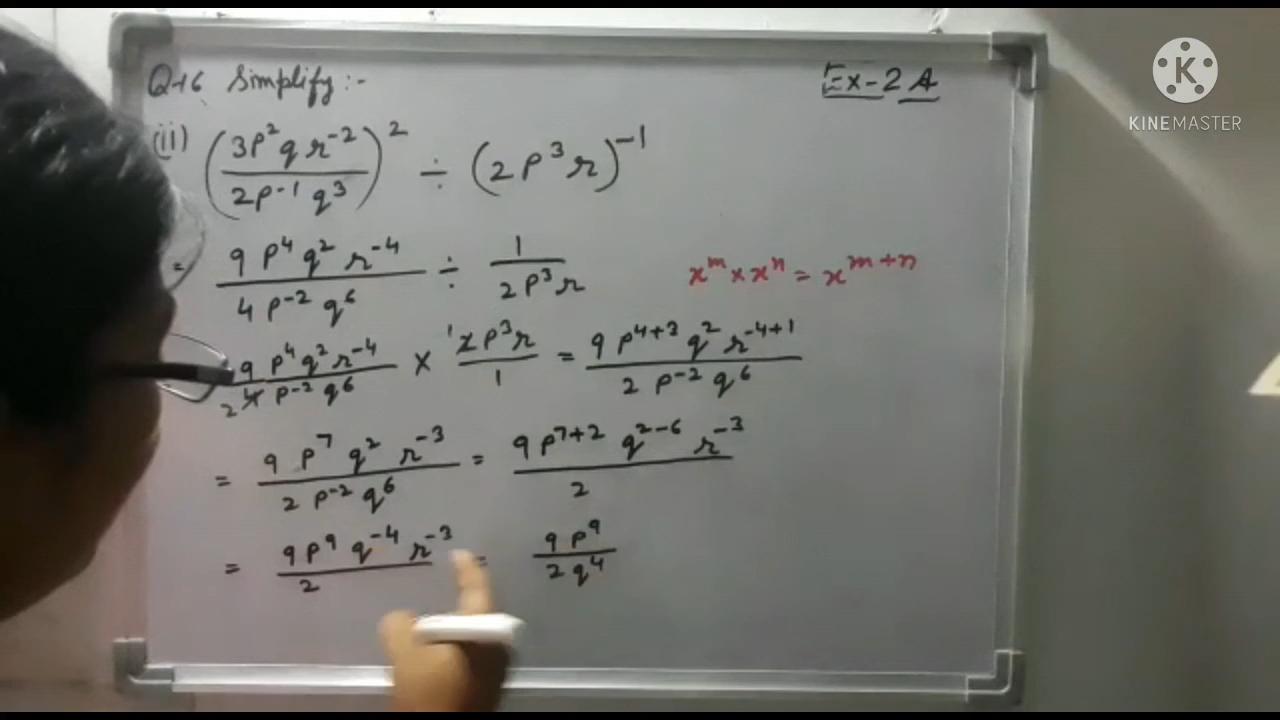 Q-16 Simplify:- Ex-2A
KINEMASTER
(ii) (3p²qr⁻²/2p⁻¹q³)² ÷ (2p³r)⁻¹
= 9p⁴q²r⁻⁴/4p⁻²q⁶ ÷ 1/2p³r xᵐ×xⁿ=xᵐ⁺ⁿ
9p⁴q²r⁻⁴/2 4p⁻²q⁶ × 1 2p³r/1 = 9p⁴⁺³q²r⁻⁴⁺¹/2p⁻²q⁶
= 9p⁷q²r⁻³/2p⁻²q⁶ = 9p⁷⁺²q²⁻⁶r⁻³/2
= 9p⁹q⁻⁴r⁻³/2 = 9p⁹/2q⁴